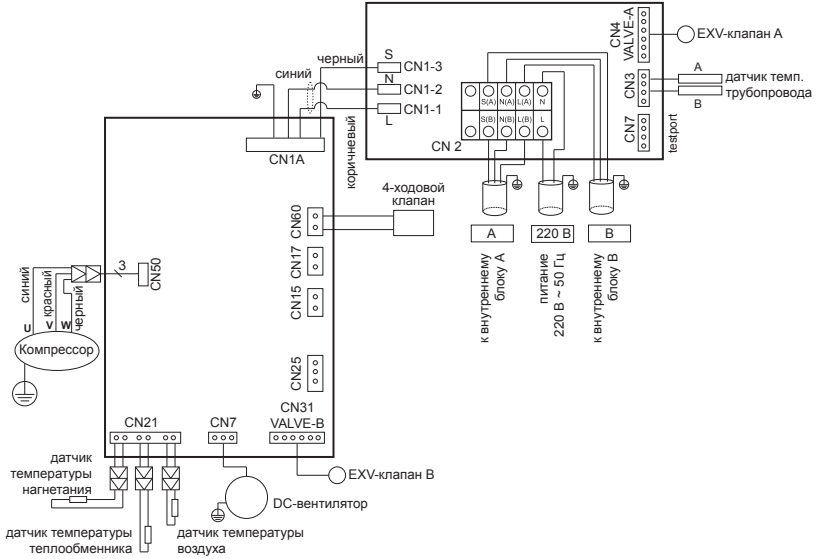 CN4
VALVE-A
EXV-клапан A
черный
S
CN1-3
синий
N
CN1-2
CN1-1
L
коричневый
S(A) N(A) L(A) N
S(B) N(B) L(B) L
CN 2
CN3
A
датчик темп.
трубопровода
B
CN7
testport
CN1A
4-ходовой
клапан
CN60
CN17
CN15
CN25
A
220 В
B
к внутреннему
блоку A
питание
220 В ~ 50 Гц
к внутреннему
блоку B
3
CN50
синий
красный
черный
U V W
Компрессор
CN21
CN7
CN31
VALVE-B
датчик
температуры
нагнетания
EXV-клапан B
DC-вентилятор
датчик температуры
теплообменника
датчик температуры
воздуха